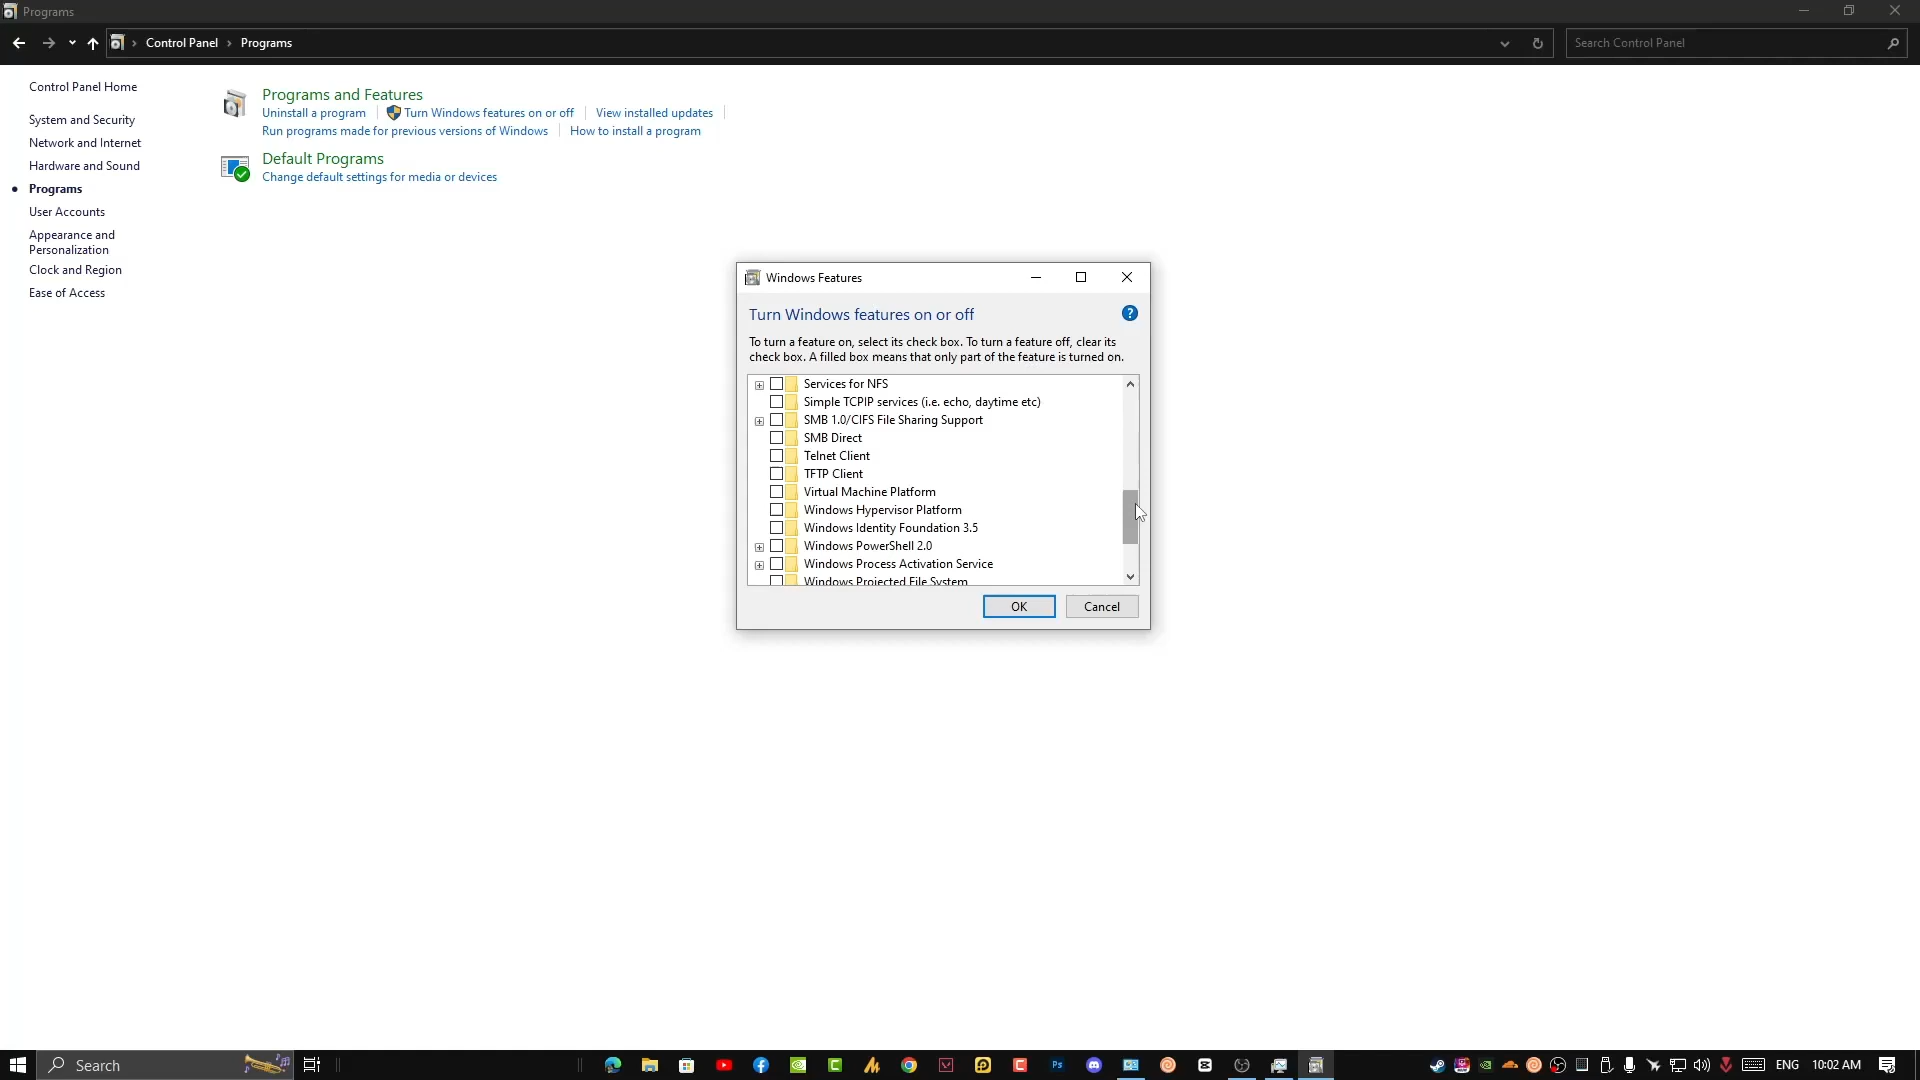 Programs
Control Panel > Programs
Search Control Panel
Control Panel Home
System and Security
Network and Internet
Hardware and Sound
Programs
User Accounts
Appearance and
Personalization
Clock and Region
Ease of Access
Programs and Features
Uninstall a program
Turn Windows features on or off
View installed updates
Run programs made for previous versions of Windows
How to install a program
Default Programs
Change default settings for media or devices
Windows Features
Turn Windows features on or off
?
To turn a feature on, select its check box. To turn a feature off, clear its
check box. A filled box means that only part of the feature is turned on.
Services for NFS
Simple TCPIP services (i.e. echo, daytime etc)
SMB 1.0/CIFS File Sharing Support
SMB Direct
Telnet Client
TFTP Client
Virtual Machine Platform
Windows Hypervisor Platform
Windows Identity Foundation 3.5
Windows PowerShell 2.0
Windows Process Activation Service
Windows Projected File System
OK
Cancel
Search
Ps
ENG
10:02 AM